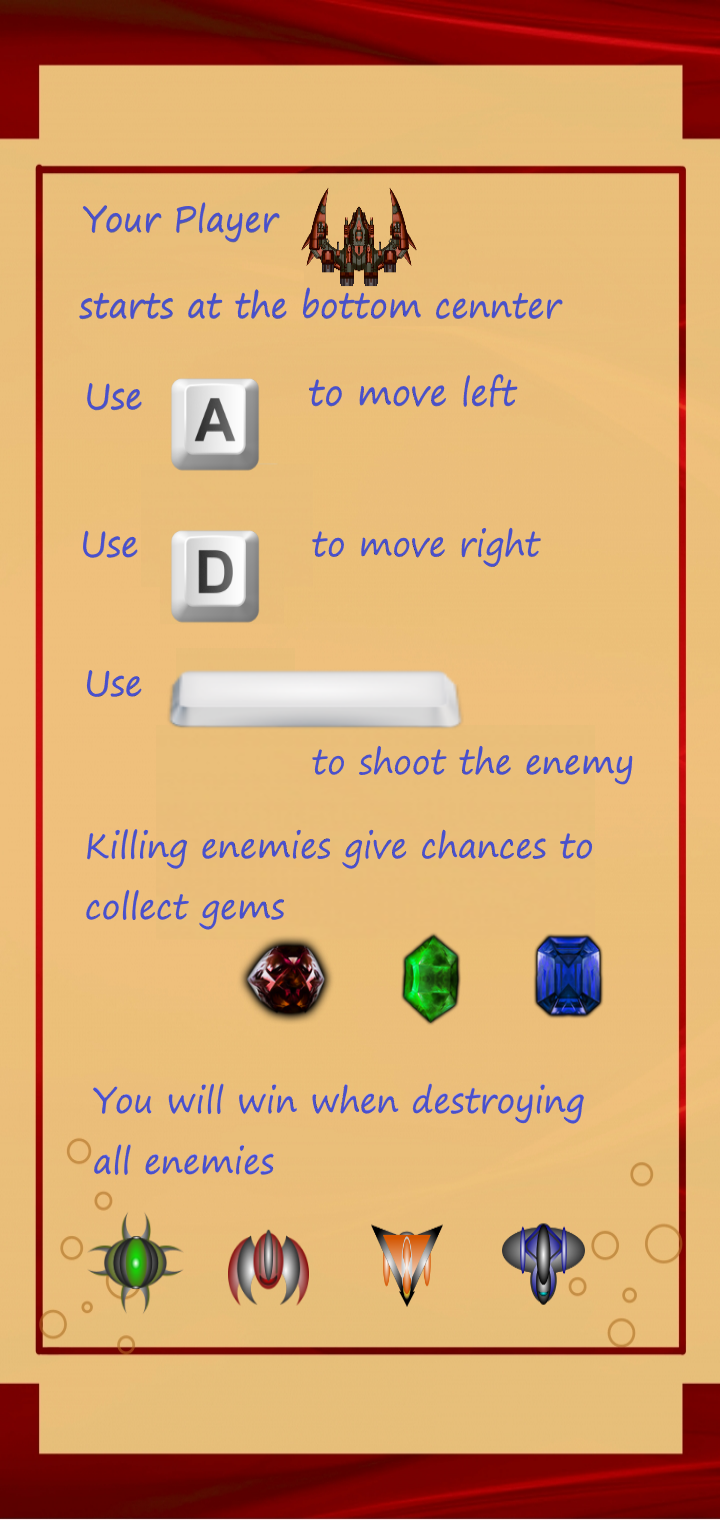 Your Player
starts at the bottom cennter
Use A to move left
Use D to move right
Use
to shoot the enemy
Killing enemies give chances to
collect gems
You will win when destroying
all enemies